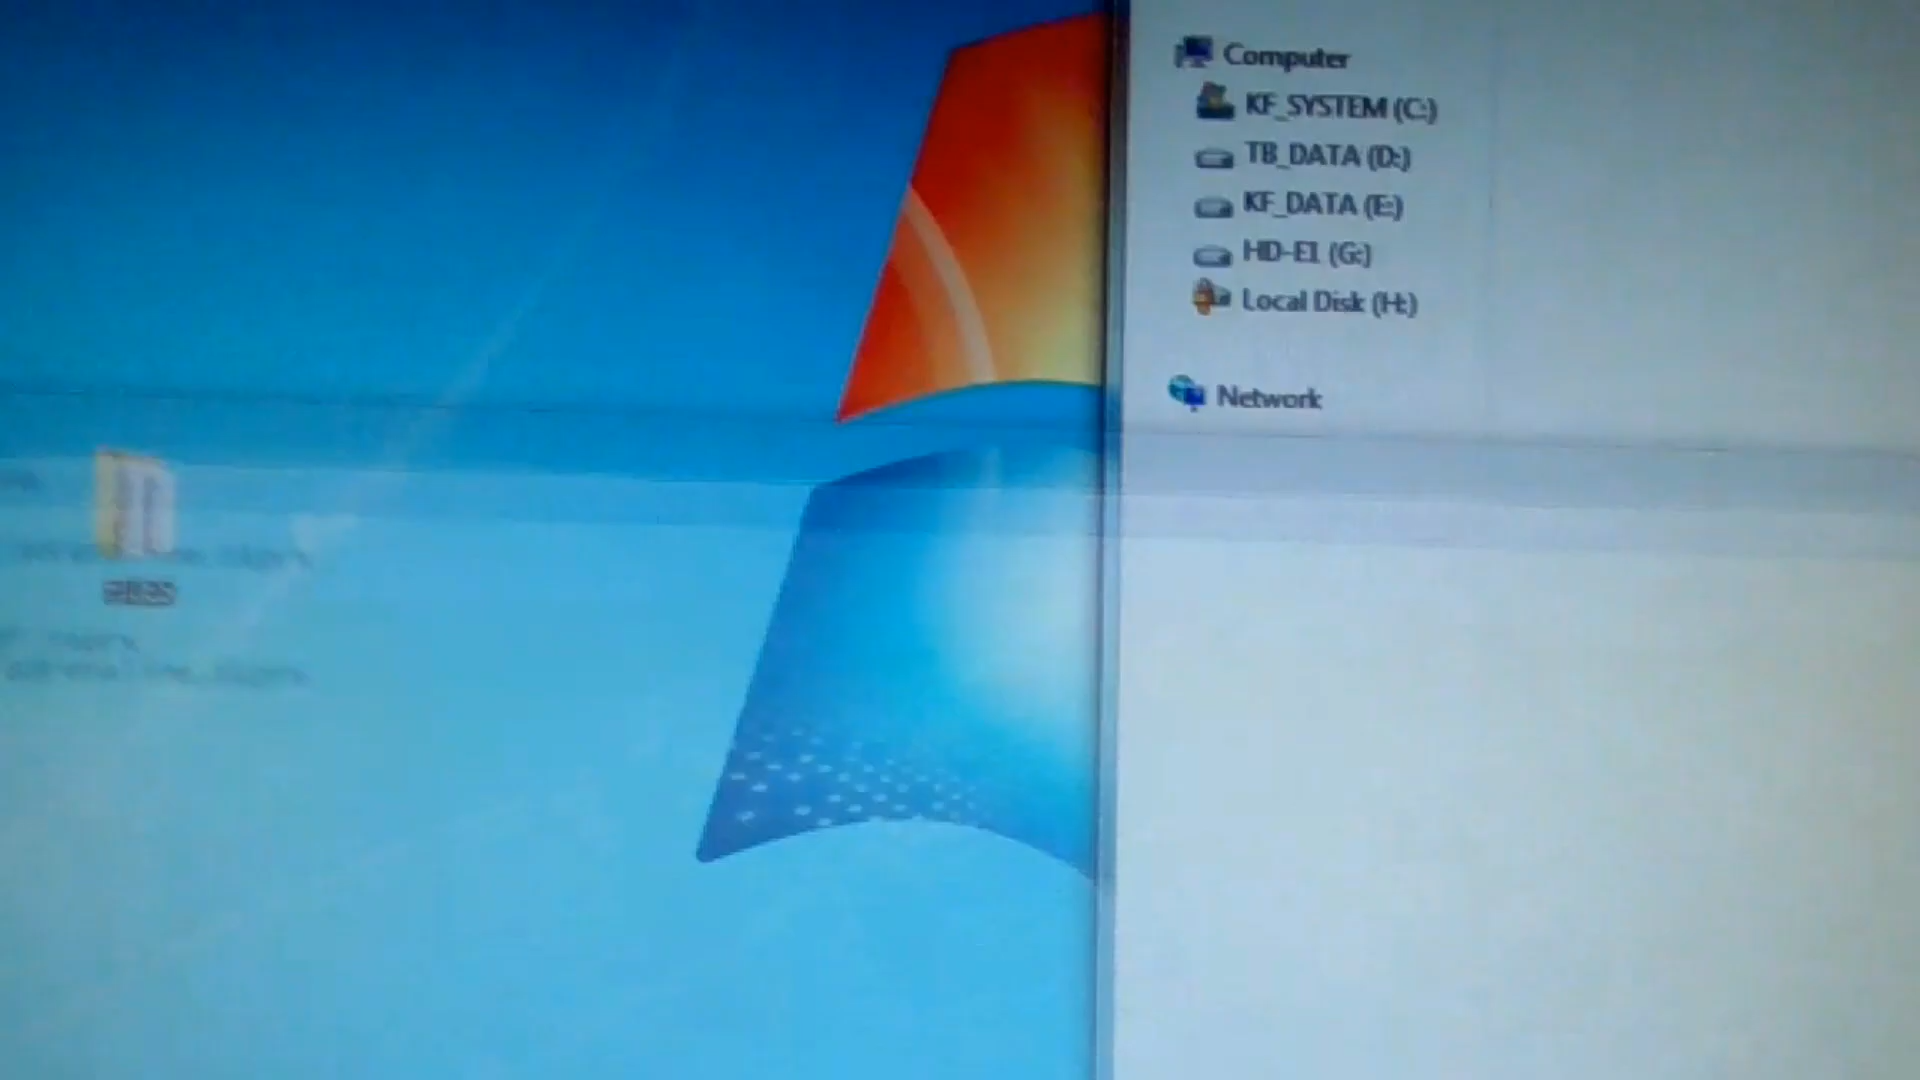 Computer
KF_SYSTEM (C:)
TB_DATA (D:)
KF_DATA (E:)
HD-E1 (G:)
Local Disk (H:)
Network